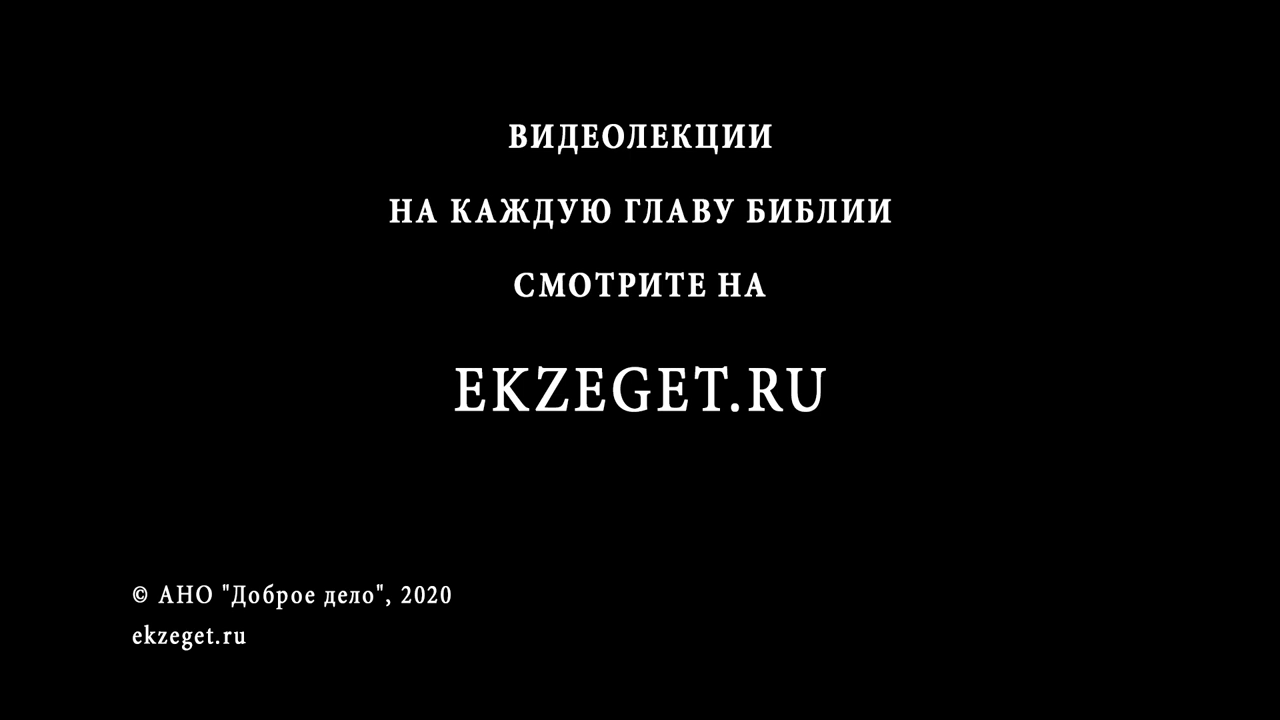 ВИДЕОЛЕКЦИИ
НА КАЖДУЮ ГЛАВУ БИБЛИИ
СМОТРИТЕ НА
EKZEGET.RU
© АНО "Доброе дело", 2020
ekzeget.ru